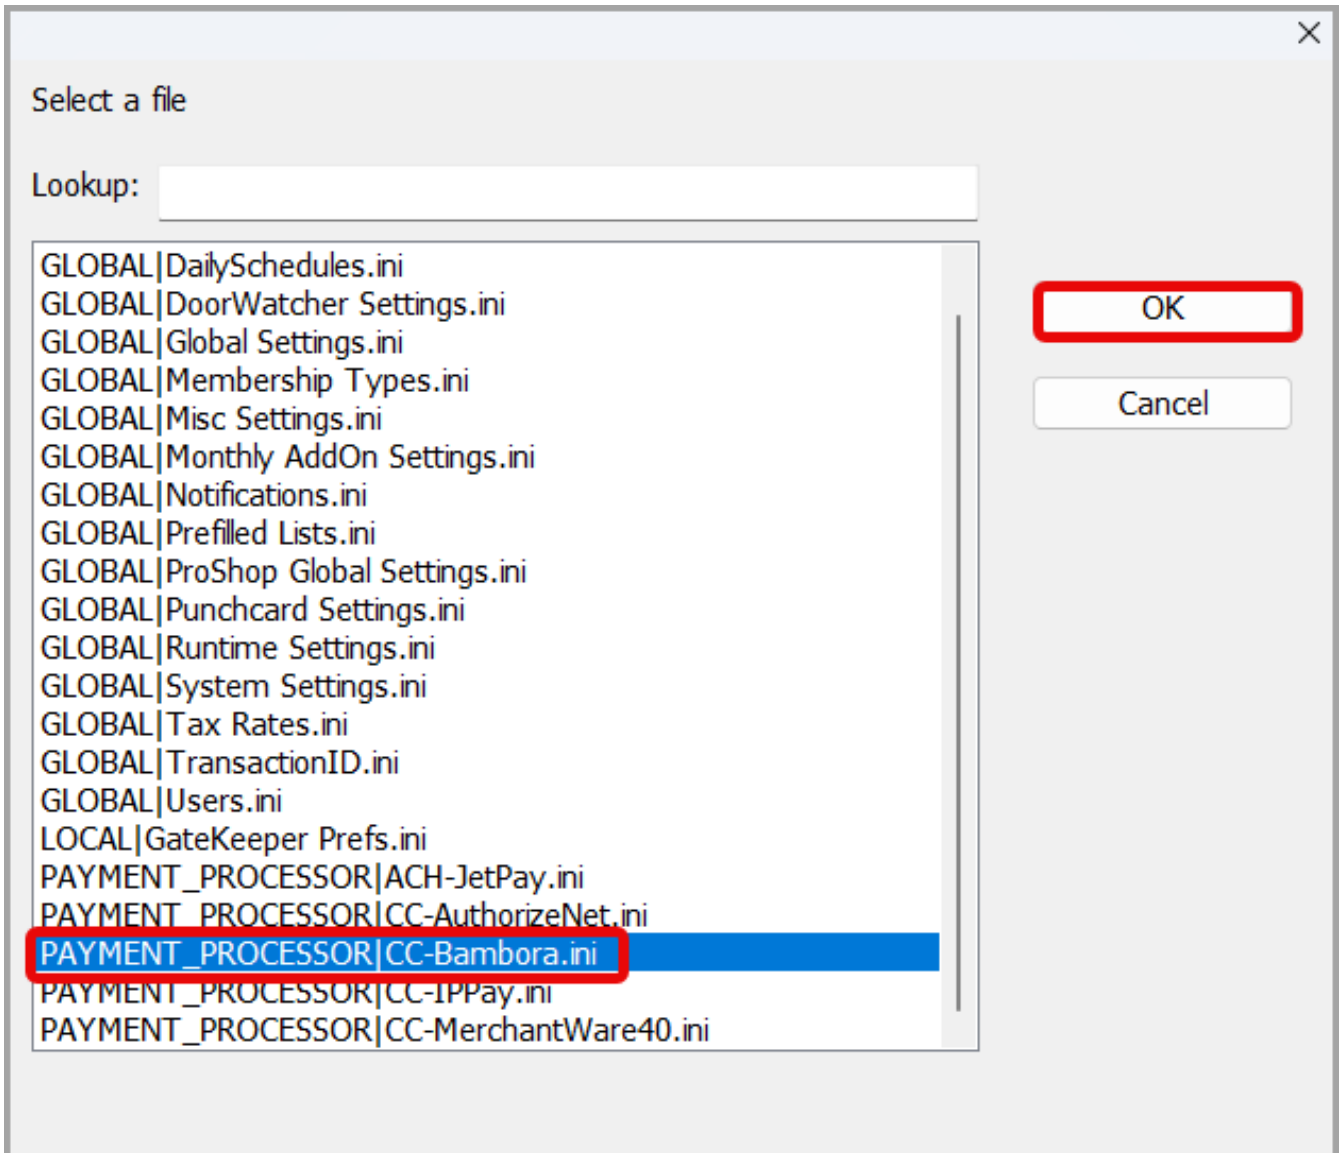 Select a file
Lookup:
GLOBAL|DailySchedules.ini
GLOBAL|DoorWatcher Settings.ini
GLOBAL|Global Settings.ini
GLOBAL|Membership Types.ini
GLOBAL|Misc Settings.ini
GLOBAL|Monthly AddOn Settings.ini
GLOBAL|Notifications.ini
GLOBAL|Prefilled Lists.ini
GLOBAL|ProShop Global Settings.ini
GLOBAL|Punchcard Settings.ini
GLOBAL|Runtime Settings.ini
GLOBAL|System Settings.ini
GLOBAL|Tax Rates.ini
GLOBAL|TransactionID.ini
GLOBAL|Users.ini
LOCAL|GateKeeper Prefs.ini
PAYMENT_PROCESSOR|ACH-JetPay.ini
PAYMENT_PROCESSOR|CC-AuthorizeNet.ini
PAYMENT_PROCESSOR|CC-Bambora.ini
PAYMENT_PROCESSOR|CC-IPPay.ini
PAYMENT_PROCESSOR|CC-MerchantWare40.ini
OK
Cancel